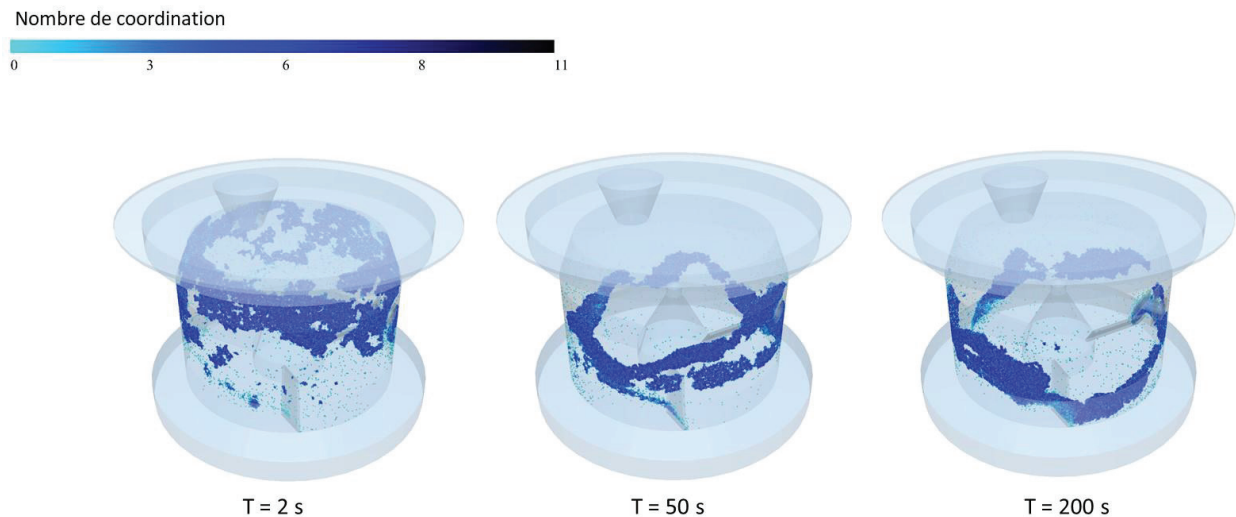 Nombre de coordination
0 3 6 8 11
T = 2 s T = 50 s T = 200 s